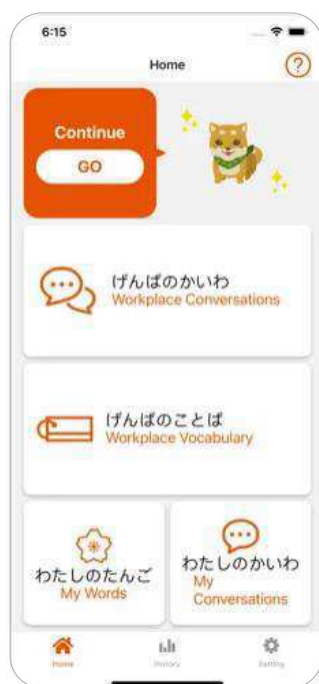 6:15
Home
?
Continue
GO
げんばのかいわ
Workplace Conversations
げんばのことば
Workplace Vocabulary
わたしのたんご
My Words
わたしのかいわ
My
Conversations
Home
History
Setting